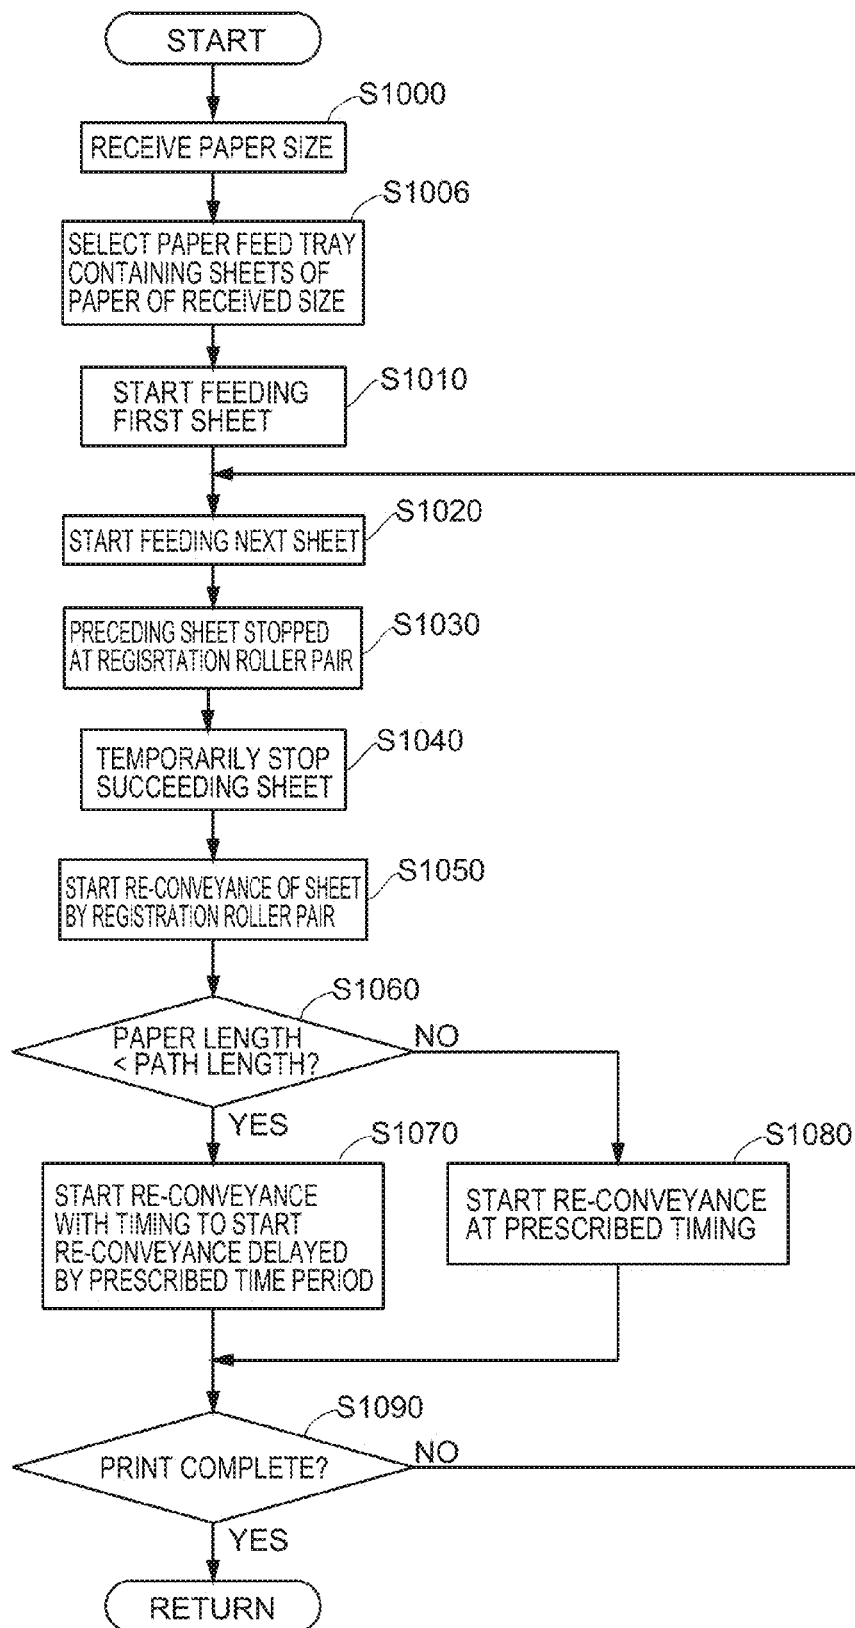 START
S1000
RECEIVE PAPER SIZE
S1006
SELECT PAPER FEED TRAY
CONTAINING SHEETS OF
PAPER OF RECEIVED SIZE
S1010
START FEEDING
FIRST SHEET
S1020
START FEEDING NEXT SHEET
S1030
PRECEDING SHEET STOPPED
AT REGISRTATION ROLLER PAIR
S1040
TEMPORARILY STOP
SUCCEEDING SHEET
S1050
START RE-CONVEYANCE OF SHEET
BY REGISTRATION ROLLER PAIR
S1060
PAPER LENGTH
< PATH LENGTH?
NO
YES
S1070
START RE-CONVEYANCE
WITH TIMING TO START
RE-CONVEYANCE DELAYED
BY PRESCRIBED TIME PERIOD
S1080
START RE-CONVEYANCE
AT PRESCRIBED TIMING
S1090
PRINT COMPLETE?
NO
YES
RETURN